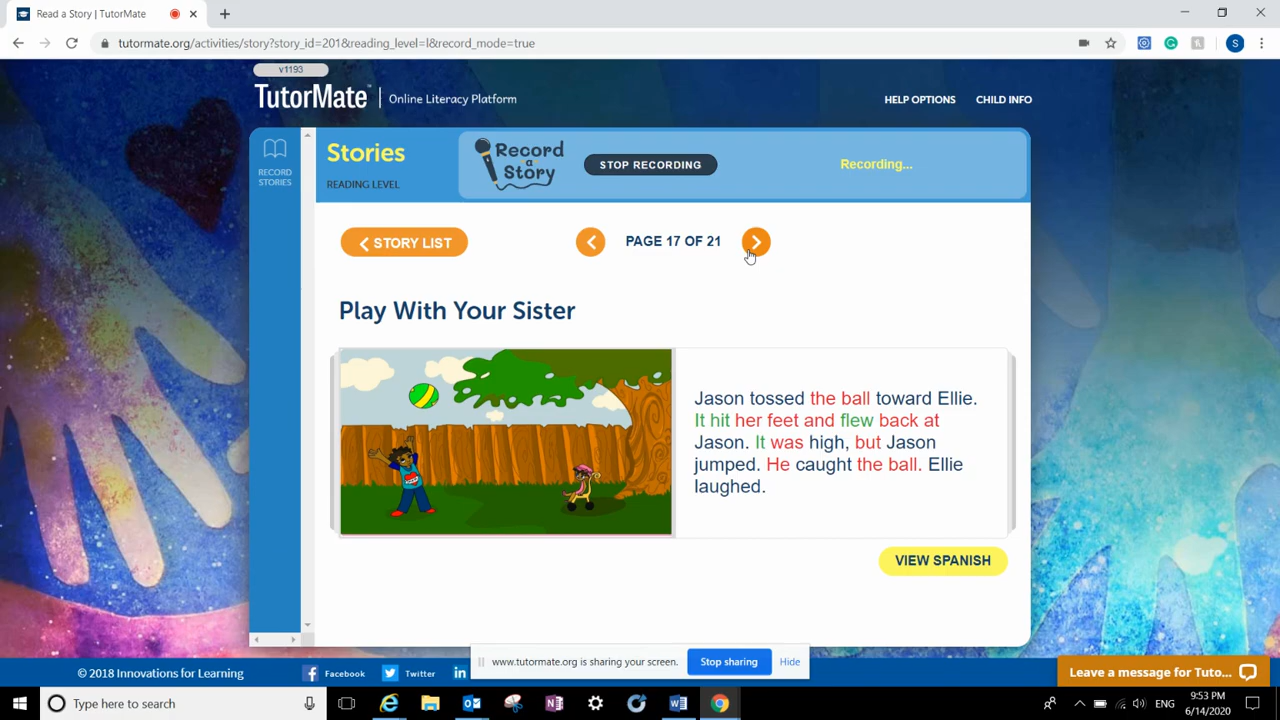 Read a Story | TutorMate
tutormate.org/activities/story?story_id=201&reading_level=l&record_mode=true
S
v1193
TutorMate | Online Literacy Platform
HELP OPTIONS CHILD INFO
RECORD
STORIES
Stories
READING LEVEL
Record
a
Story
STOP RECORDING
Recording...
STORY LIST
PAGE 17 OF 21
Play With Your Sister
Jason tossed the ball toward Ellie.
It hit her feet and flew back at
Jason. It was high, but Jason
jumped. He caught the ball. Ellie
laughed.
VIEW SPANISH
www.tutormate.org is sharing your screen. Stop sharing Hide
© 2018 Innovations for Learning Facebook Twitter
Leave a message for Tuto...
Type here to search
ENG
9:53 PM
6/14/2020